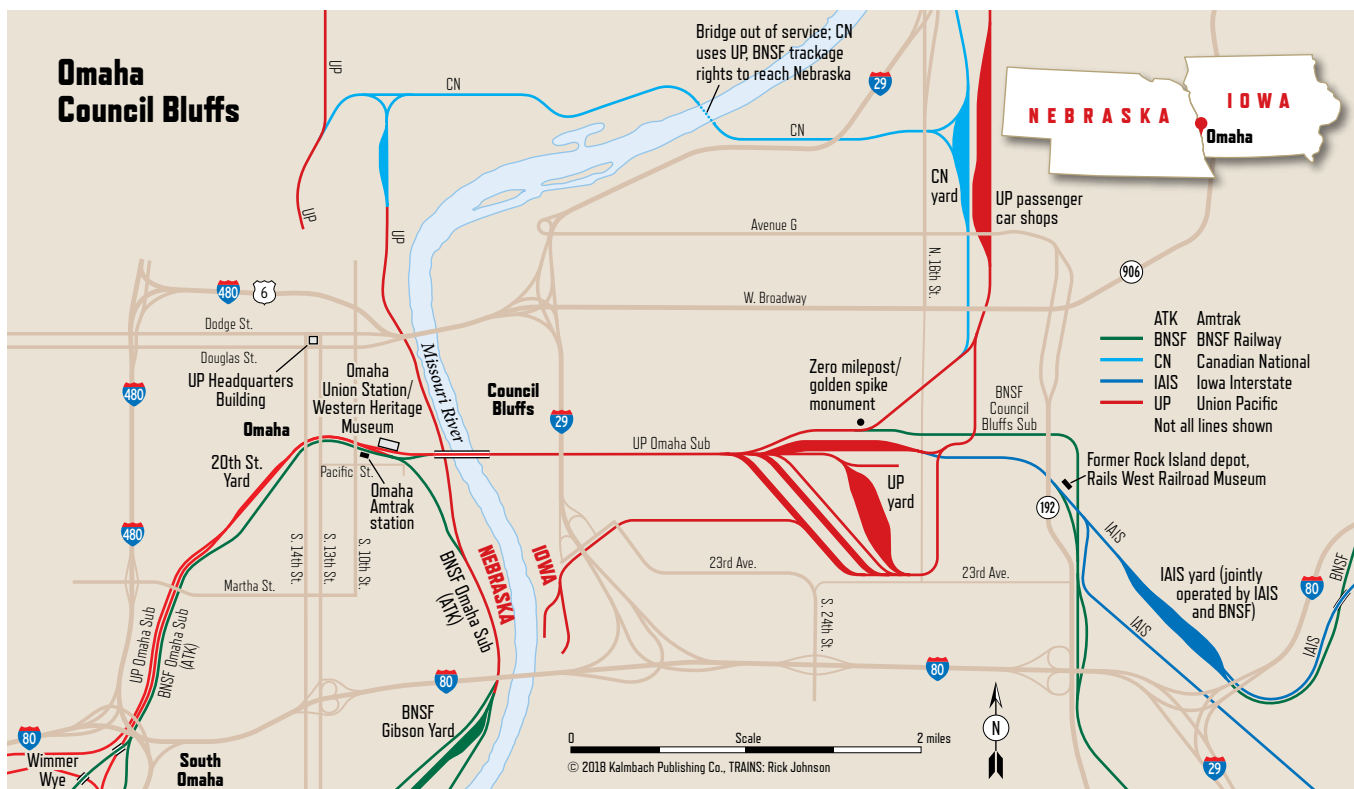 Omaha
Council Bluffs
Bridge out of service; CN
uses UP, BNSF trackage
rights to reach Nebraska
29
NEBRASKA
IOWA
Omaha
UP
CN
CN
UP
UP
CN
yard
UP passenger
car shops
Avenue G
N. 16th St.
906
480
6
W. Broadway
Dodge St.
Douglas St.
UP Headquarters
Building
480
Omaha
Union Station/
Western Heritage
Museum
Missouri River
Council
Bluffs
29
Zero milepost/
golden spike
monument
BNSF
Council
Bluffs Sub
ATK Amtrak
BNSF BNSF Railway
CN Canadian National
IAIS Iowa Interstate
UP Union Pacific
Not all lines shown
Omaha
20th St.
Yard
Pacific St.
Omaha
Amtrak
station
UP Omaha Sub
UP
yard
Former Rock Island depot,
Rails West Railroad Museum
192
480
S. 14th St.
S. 13th St.
S. 10th St.
Martha St.
BNSF Omaha Sub
(ATK)
NEBRASKA
IOWA
23rd Ave.
23rd Ave.
S. 24th St.
IAIS
IAIS yard (jointly
operated by IAIS
and BNSF)
IAIS
IAIS
BNSF
80
UP Omaha Sub
BNSF Omaha Sub
(ATK)
80
80
80
BNSF
Gibson Yard
Wimmer
Wye
South
Omaha
0 Scale 2 miles
N
29
© 2018 Kalmbach Publishing Co., TRAINS: Rick Johnson